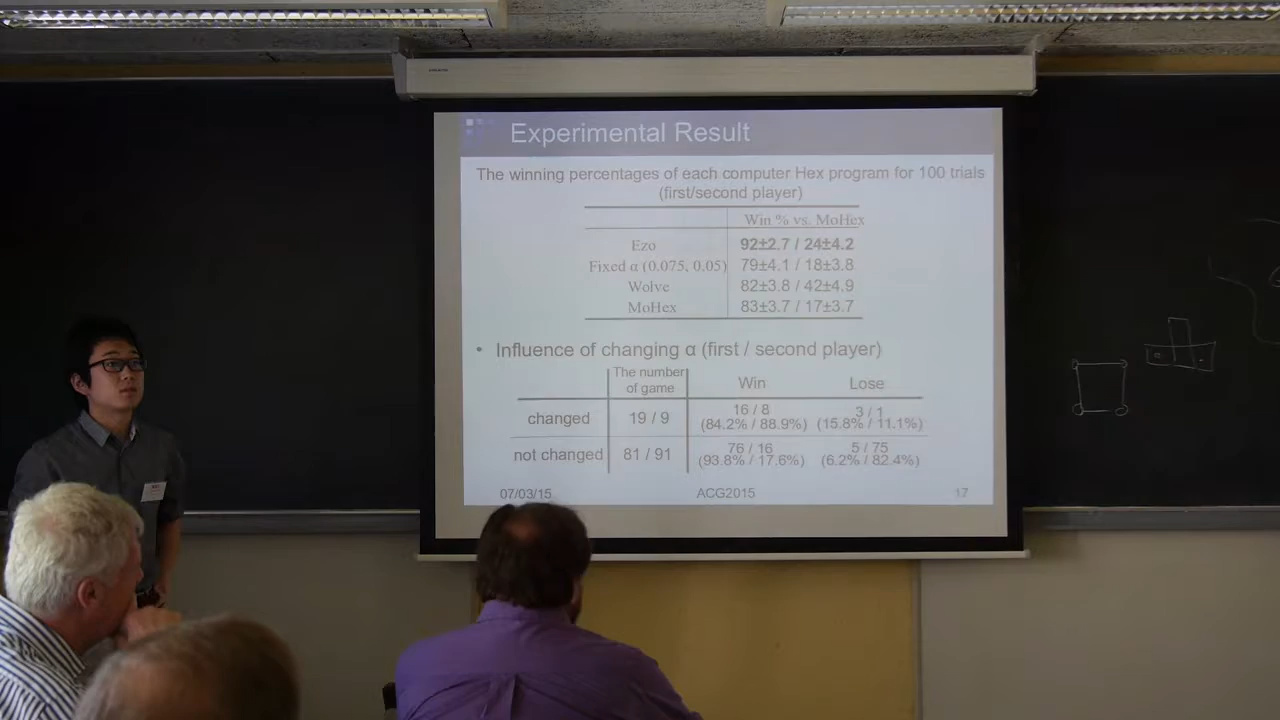 Experimental Result
The winning percentages of each computer Hex program for 100 trials
(first/second player)
Win % vs. MoHex
Ezo 92±2.7 / 24±4.2
Fixed α (0.075, 0.05) 79±4.1 / 18±3.8
Wolve 82±3.8 / 42±4.9
MoHex 83±3.7 / 17±3.7
• Influence of changing α (first / second player)
The number
of game Win Lose
changed 19 / 9 16 / 8 3 / 1
(84.2% / 88.9%) (15.8% / 11.1%)
not changed 81 / 91 76 / 16 5 / 75
(93.8% / 17.6%) (6.2% / 82.4%)
07/03/15 ACG2015 17